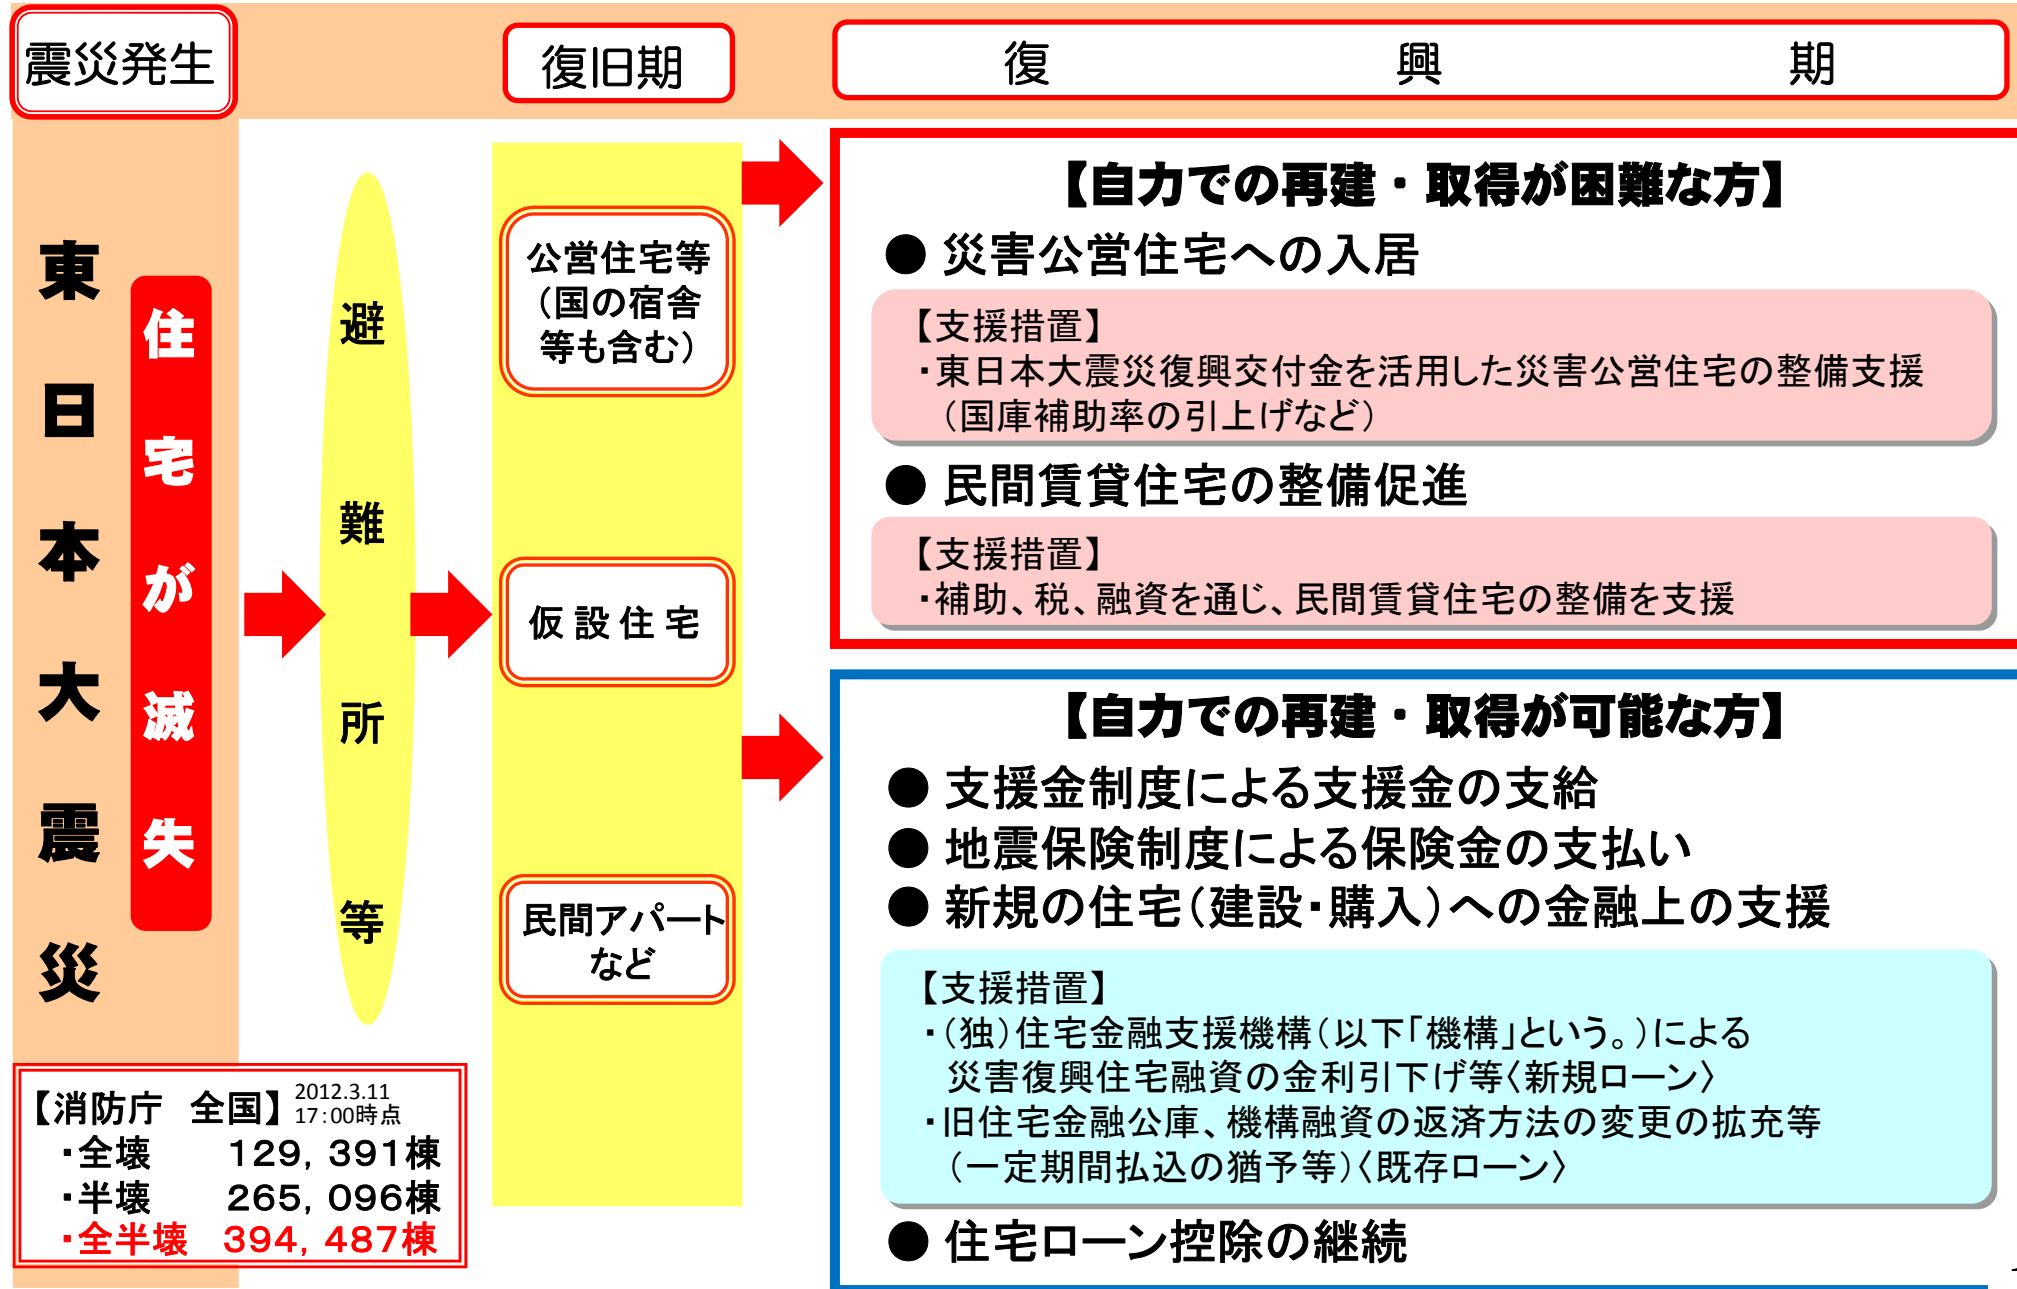 震災発生
復旧期
復興期
東日本大震災
住宅が滅失
避難所等
公営住宅等
（国の宿舎
等も含む）
仮設住宅
民間アパート
など
【自力での再建・取得が困難な方】
● 災害公営住宅への入居
【支援措置】
・東日本大震災復興交付金を活用した災害公営住宅の整備支援
（国庫補助率の引上げなど）
● 民間賃貸住宅の整備促進
【支援措置】
・補助、税、融資を通じ、民間賃貸住宅の整備を支援
【自力での再建・取得が可能な方】
● 支援金制度による支援金の支給
● 地震保険制度による保険金の支払い
● 新規の住宅（建設・購入）への金融上の支援
【支援措置】
・（独）住宅金融支援機構（以下「機構」という。）による
災害復興住宅融資の金利引下げ等〈新規ローン〉
・旧住宅金融公庫、機構融資の返済方法の変更の拡充等
（一定期間払込の猶予等）〈既存ローン〉
● 住宅ローン控除の継続
【消防庁　全国】 2012.3.11
17:00時点
・全壊　129, 391棟
・半壊　265, 096棟
・全半壊　394, 487棟